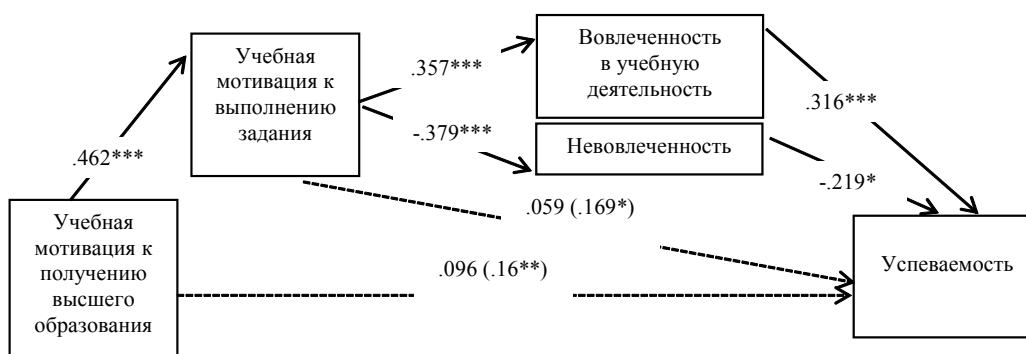 Учебная
мотивация к
выполнению
задания
Вовлеченность
в учебную
деятельность
.357***
.316***
-.379***
Невовлеченность
.462***
-.219*
.059 (.169*)
Учебная
мотивация к
получению
высшего
образования
.096 (.16**)
Успеваемость